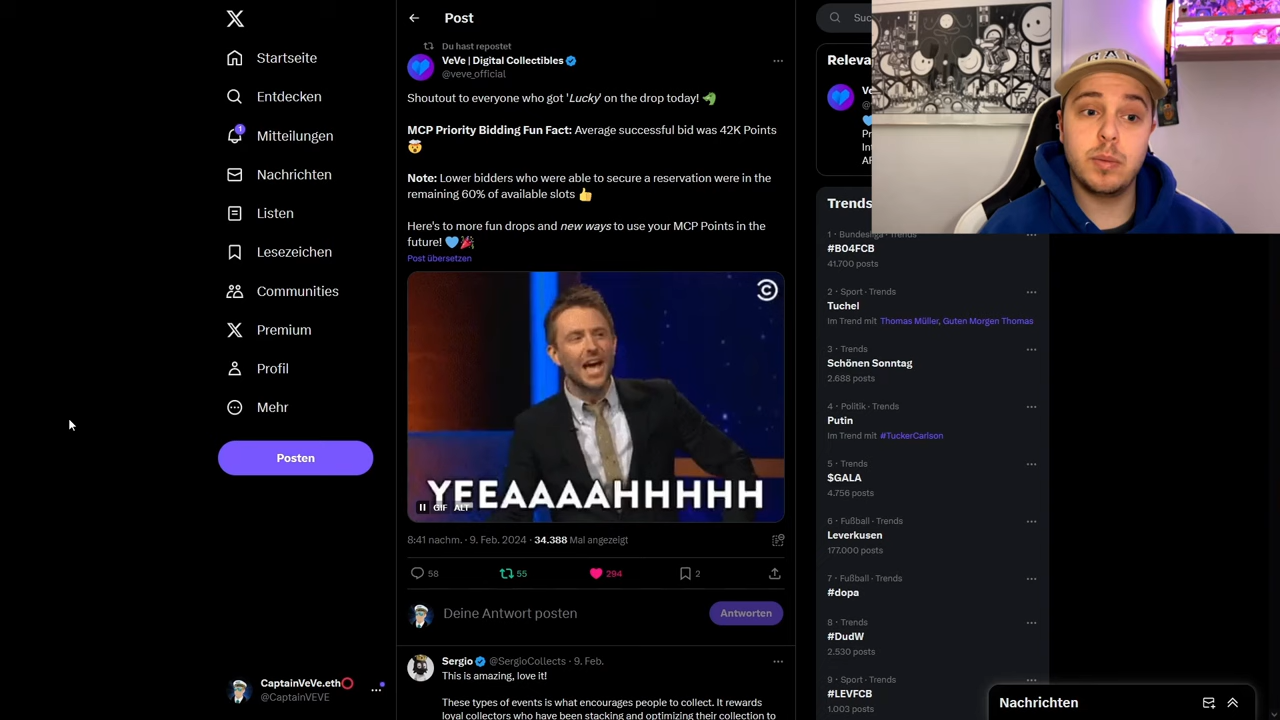 Startseite
Entdecken
1
Mitteilungen
Nachrichten
Listen
Lesezeichen
Communities
Premium
Profil
Mehr
Posten
CaptainVeVe.eth
@CaptainVEVE
Post
Du hast repostet
VeVe | Digital Collectibles
@veve_official
Shoutout to everyone who got 'Lucky' on the drop today!
MCP Priority Bidding Fun Fact: Average successful bid was 42K Points
Note: Lower bidders who were able to secure a reservation were in the
remaining 60% of available slots
Here's to more fun drops and new ways to use your MCP Points in the
future!
Post übersetzen
YEEAAAAHHHHH
GIF ALT
8:41 nachm. · 9. Feb. 2024 · 34.388 Mal angezeigt
58 55 294 2
Deine Antwort posten
Antworten
Sergio @SergioCollects · 9. Feb.
This is amazing, love it!
These types of events is what encourages people to collect. It rewards
loyal collectors who have been stacking and optimizing their collection to
Trends
1 · Bundesliga · Trends
#B04FCB
41.700 posts
2 · Sport · Trends
Tuchel
Im Trend mit Thomas Müller, Guten Morgen Thomas
3 · Trends
Schönen Sonntag
2.688 posts
4 · Politik · Trends
Putin
Im Trend mit #TuckerCarlson
5 · Trends
$GALA
4.756 posts
6 · Fußball · Trends
Leverkusen
177.000 posts
7 · Fußball · Trends
#dopa
8 · Trends
#DudW
2.530 posts
9 · Sport · Trends
#LEVFCB
1.003 posts
Nachrichten